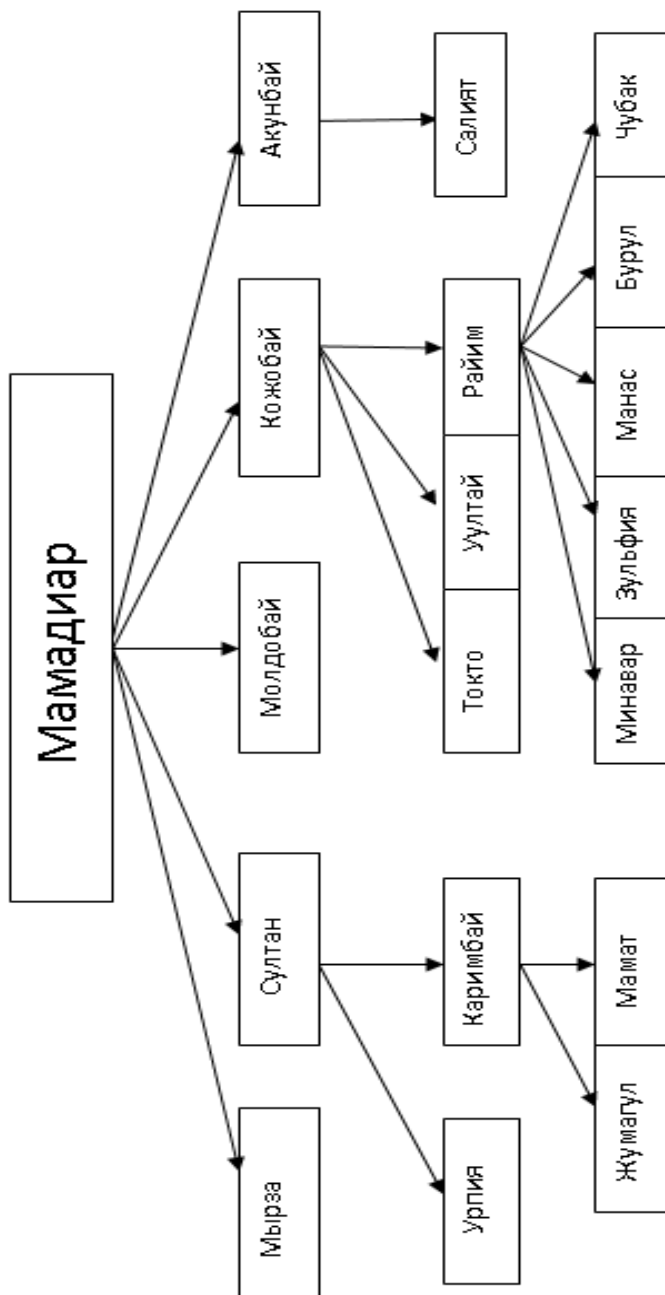 Мамадиар
Мырза
Султан
Молдобай
Кожобай
Акунбай
Урпия
Каримбай
Токто
Уултай
Райим
Салият
Жумагул
Мамат
Минавар
Зульфия
Манас
Бурул
Чубак